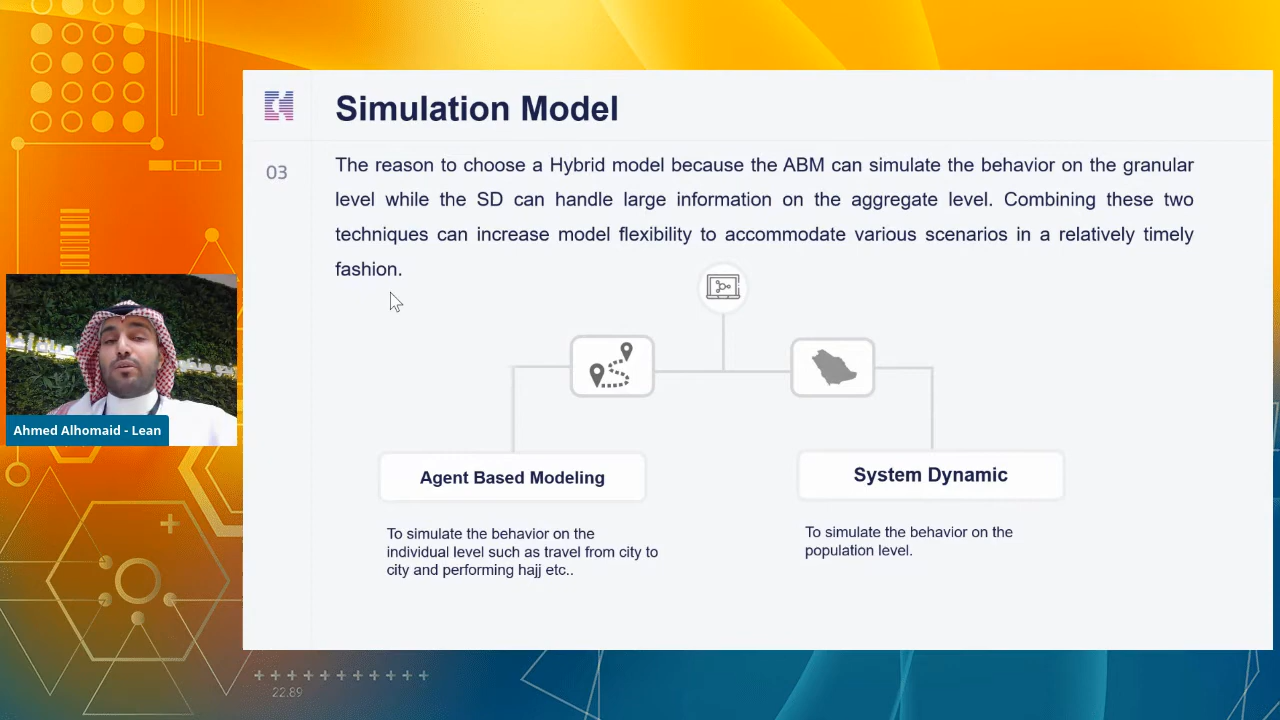 Simulation Model
03
The reason to choose a Hybrid model because the ABM can simulate the behavior on the granular
level while the SD can handle large information on the aggregate level. Combining these two
techniques can increase model flexibility to accommodate various scenarios in a relatively timely
fashion.
Ahmed Alhomaid - Lean
Agent Based Modeling
To simulate the behavior on the
individual level such as travel from city to
city and performing hajj etc..
System Dynamic
To simulate the behavior on the
population level.
22.89